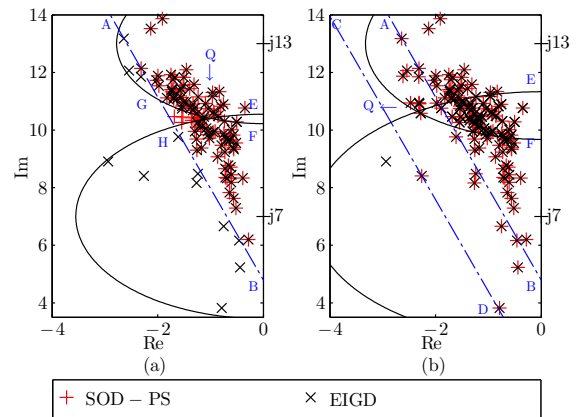 A
Q
j13
G
E
F
H
j7
B
Im
14
12
10
8
6
4
−4
−2
0
Re
(a)
C
A
Q
j13
E
F
j7
B
D
Im
14
12
10
8
6
4
−4
−2
0
Re
(b)
SOD − PS
EIGD